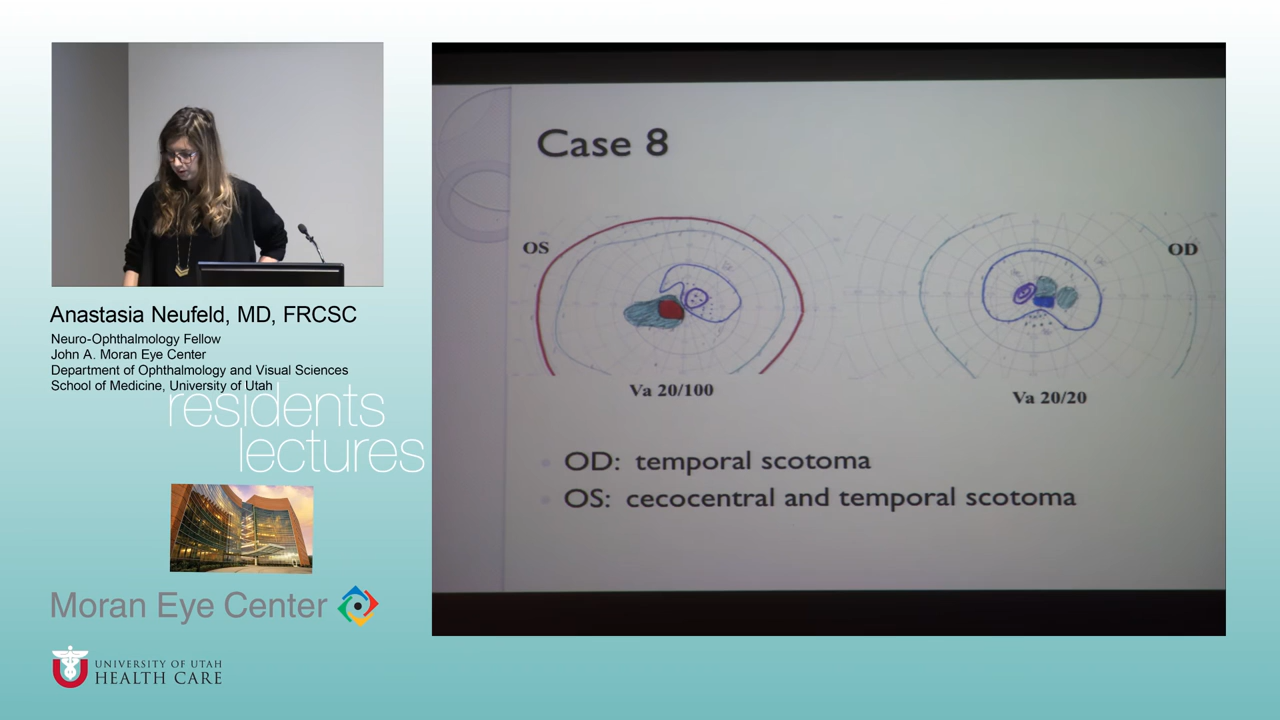 Case 8
OS
OD
Va 20/100
Va 20/20
OD: temporal scotoma
OS: cecocentral and temporal scotoma
Anastasia Neufeld, MD, FRCSC
Neuro-Ophthalmology Fellow
John A. Moran Eye Center
Department of Ophthalmology and Visual Sciences
School of Medicine, University of Utah
residents
lectures
Moran Eye Center
UNIVERSITY OF UTAH
HEALTH CARE